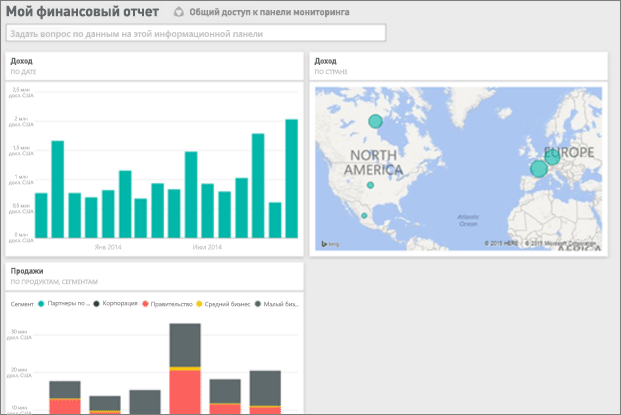 Мой финансовый отчет
Общий доступ к панели мониторинга
Задать вопрос по данным на этой информационной панели
Доход
ПО ДАТЕ
2,5 млн
долл. США
2 млн
долл. США
1,5 млн
долл. США
1 млн
долл. США
0,5 млн
долл. США
0 млн
долл. США
Янв 2014
Июл 2014
Доход
ПО СТРАНЕ
NORTH
AMERICA
EUROPE
Atlantic
Ocean
AFRICA
bing
© 2015 HERE © 2015 Microsoft Corporation
Продажи
ПО ПРОДУКТАМ, СЕГМЕНТАМ
Сегмент Партнеры по ... Корпорация Правительство Средний бизнес Малый биз...
30 млн
долл. США
20 млн
долл. США
10 млн